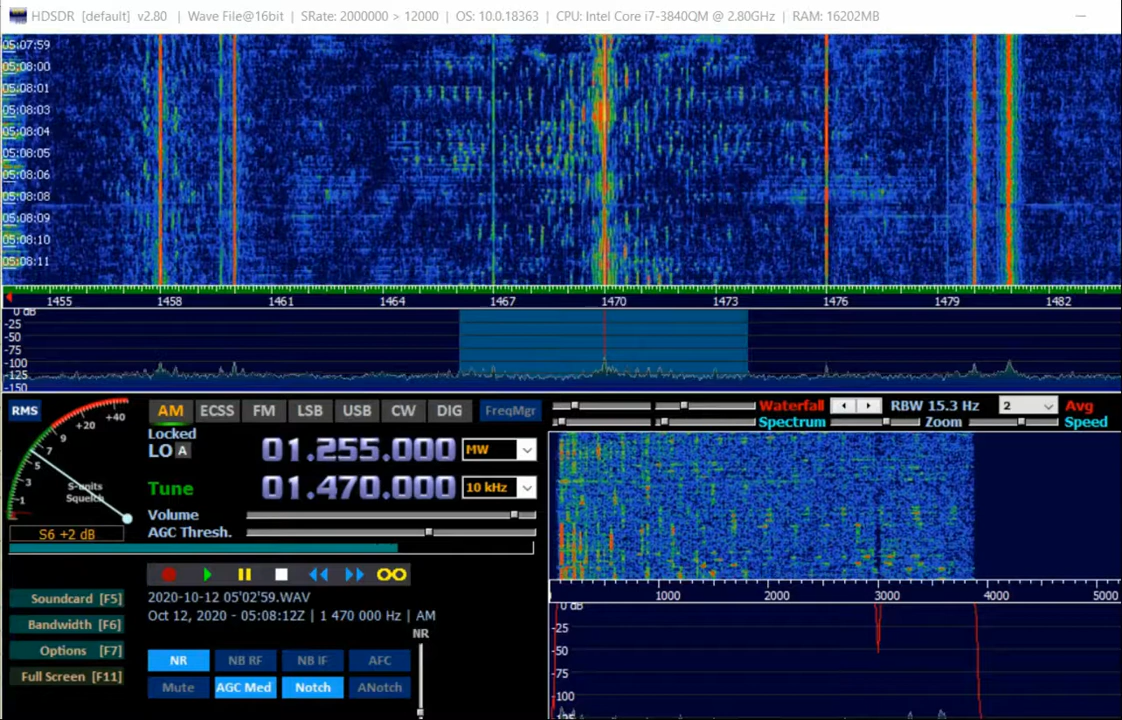 HDSDR [default] v2.80 | Wave File@16bit | SRate: 2000000 > 12000 | OS: 10.0.18363 | CPU: Intel Core i7-3840QM @ 2.80GHz | RAM: 16202MB
05:07:59
05:08:00
05:08:01
05:08:03
05:08:04
05:08:05
05:08:06
05:08:08
05:08:09
05:08:10
05:08:11
1455 1458 1461 1464 1467 1470 1473 1476 1479 1482
0 dB
-25
-50
-75
-100
-125
-150
RMS
1 3 5 7 9 +20 +40
S-units
Squelch
S6 +2 dB
AM ECSS FM LSB USB CW DIG FreqMgr
Locked
LO A 01.255.000 MW
Tune 01.470.000 10 kHz
Volume
AGC Thresh.
Waterfall RBW 15.3 Hz 2 Avg
Spectrum Zoom Speed
2020-10-12 05'02'59.WAV
Oct 12, 2020 - 05:08:12Z | 1 470 000 Hz | AM
Soundcard [F5]
Bandwidth [F6]
Options [F7]
Full Screen [F11]
NR
NR NB RF NB IF AFC
Mute AGC Med Notch ANotch
1000 2000 3000 4000 5000
0 dB
-25
-50
-75
-100
-125